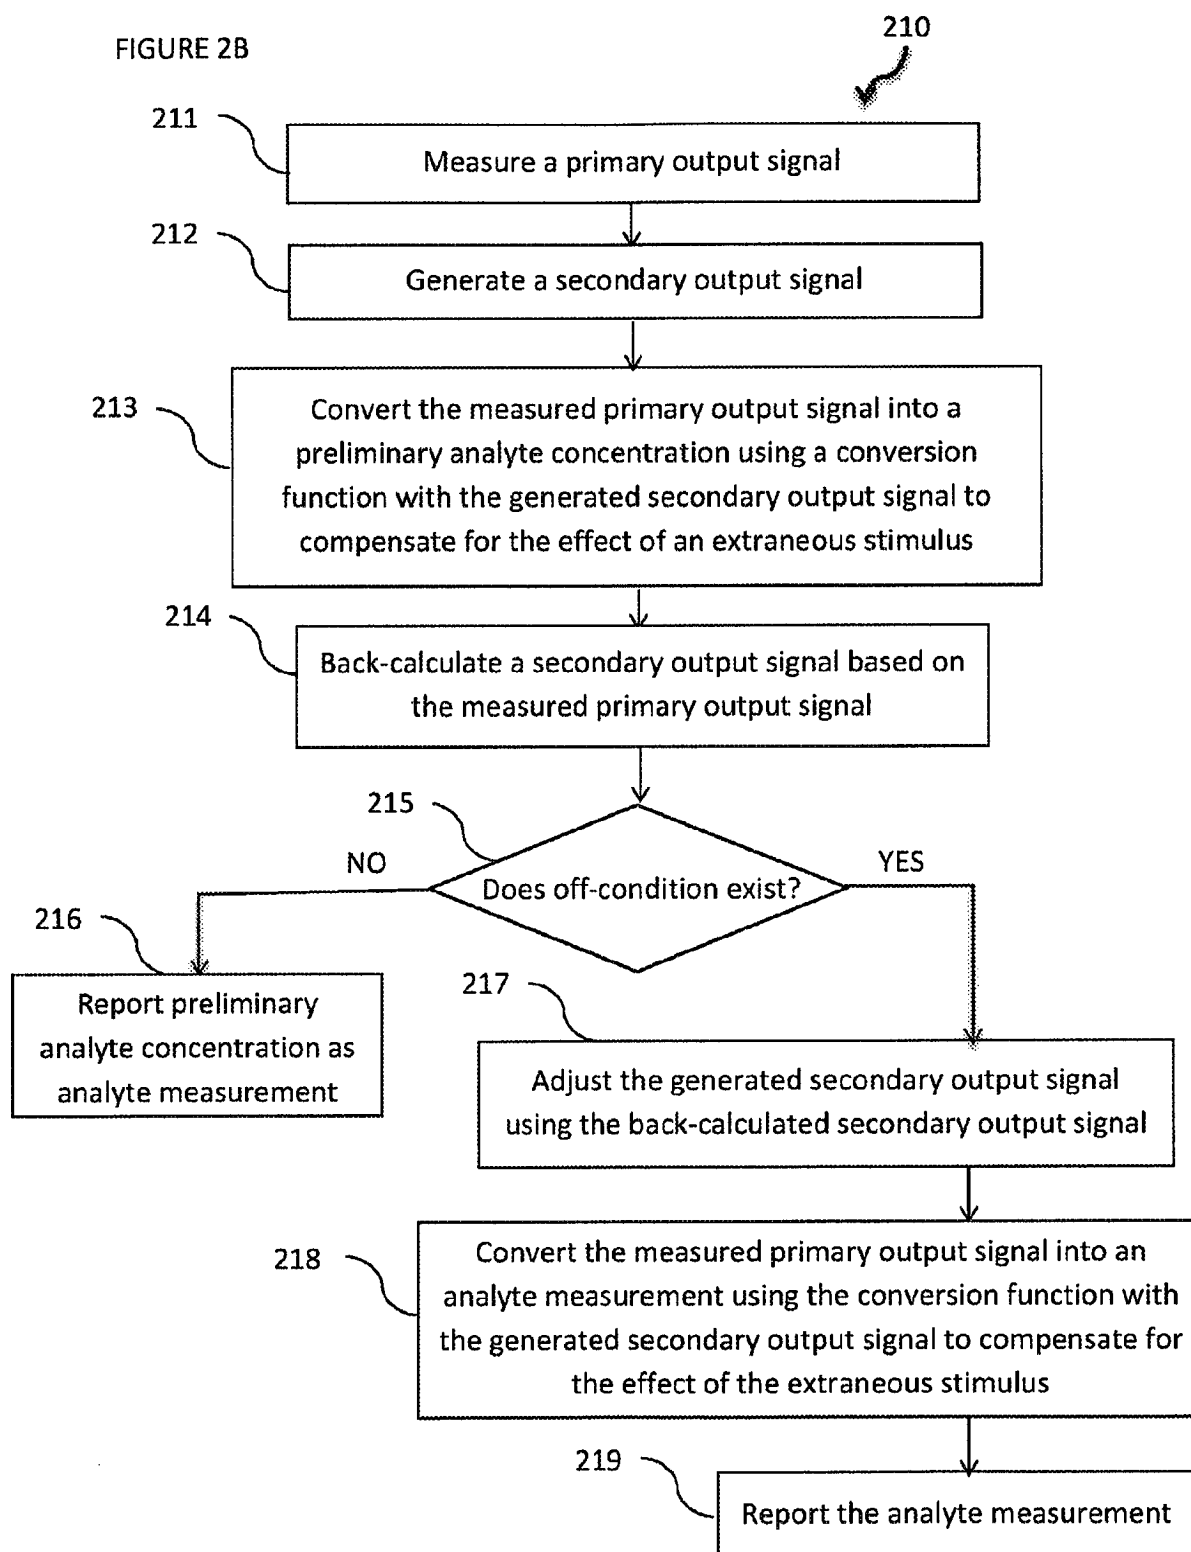 210
FIGURE 2B
211
Measure a primary output signal
212
Generate a secondary output signal
213
Convert the measured primary output signal into a
preliminary analyte concentration using a conversion
function with the generated secondary output signal to
compensate for the effect of an extraneous stimulus
214
Back-calculate a secondary output signal based on
the measured primary output signal
215
NO
YES
Does off-condition exist?
216
Report preliminary
analyte concentration as
analyte measurement
217
Adjust the generated secondary output signal
using the back-calculated secondary output signal
218
Convert the measured primary output signal into an
analyte measurement using the conversion function with
the generated secondary output signal to compensate for
the effect of the extraneous stimulus
219
Report the analyte measurement